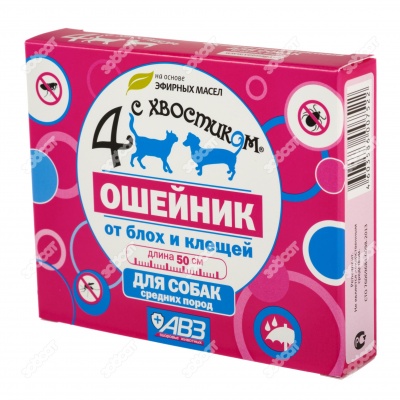 на основе
ЭФИРНЫХ МАСЕЛ
4 с хвостиком®
ОШЕЙНИК
от блох и клещей
ДЛИНА 50 СМ
ДЛЯ СОБАК
средних пород
АВЗ